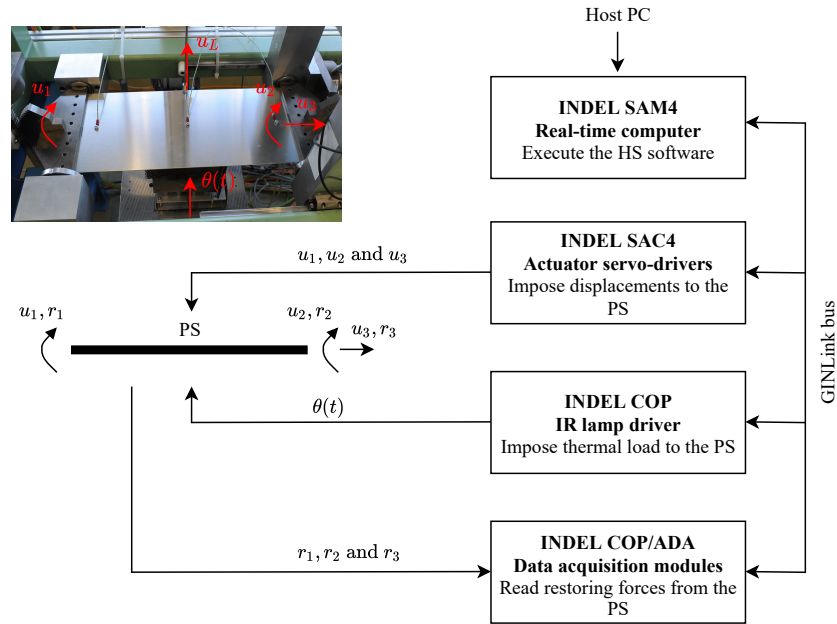 Host PC
u_L
u_1
u_2
u_3
θ(t)
INDEL SAM4
Real-time computer
Execute the HS software
INDEL SAC4
Actuator servo-drivers
Impose displacements to the
PS
u_1, u_2 and u_3
u_1, r_1
PS
u_2, r_2
u_3, r_3
INDEL COP
IR lamp driver
Impose thermal load to the PS
θ(t)
GINLink bus
INDEL COP/ADA
Data acquisition modules
Read restoring forces from the
PS
r_1, r_2 and r_3